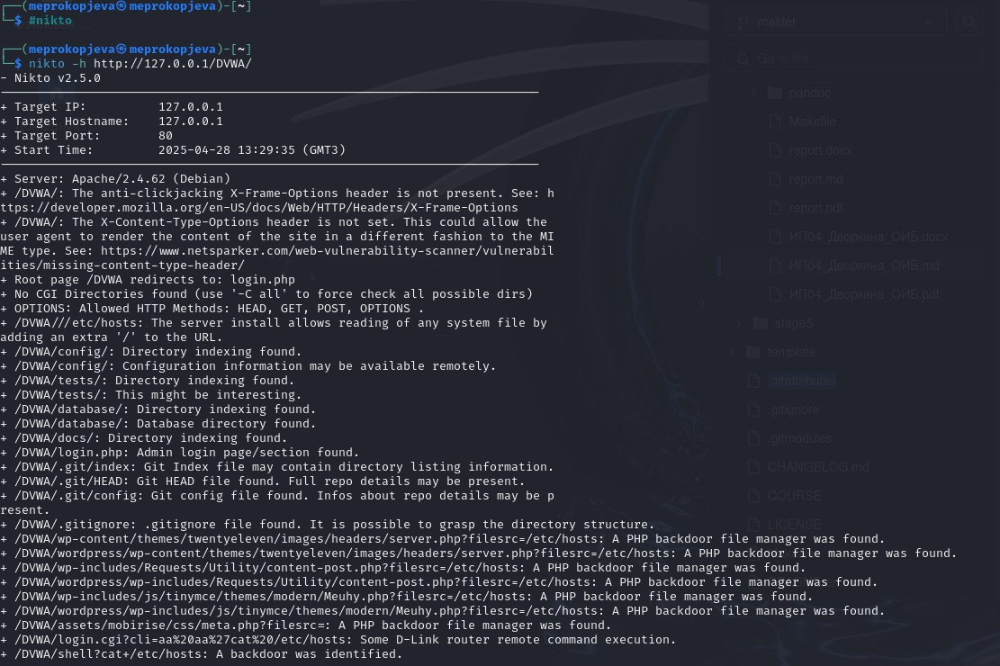 ┌──(meprokopjeva㉿meprokopjeva)-[~]
└─$ #nikto
┌──(meprokopjeva㉿meprokopjeva)-[~]
└─$ nikto -h http://127.0.0.1/DVWA/
- Nikto v2.5.0
+ Target IP:          127.0.0.1
+ Target Hostname:    127.0.0.1
+ Target Port:        80
+ Start Time:         2025-04-28 13:29:35 (GMT3)
+ Server: Apache/2.4.62 (Debian)
+ /DVWA/: The anti-clickjacking X-Frame-Options header is not present. See: h
ttps://developer.mozilla.org/en-US/docs/Web/HTTP/Headers/X-Frame-Options
+ /DVWA/: The X-Content-Type-Options header is not set. This could allow the
user agent to render the content of the site in a different fashion to the MI
ME type. See: https://www.netsparker.com/web-vulnerability-scanner/vulnerabil
ities/missing-content-type-header/
+ Root page /DVWA redirects to: login.php
+ No CGI Directories found (use '-C all' to force check all possible dirs)
+ OPTIONS: Allowed HTTP Methods: HEAD, GET, POST, OPTIONS .
+ /DVWA///etc/hosts: The server install allows reading of any system file by
adding an extra '/' to the URL.
+ /DVWA/config/: Directory indexing found.
+ /DVWA/config/: Configuration information may be available remotely.
+ /DVWA/tests/: Directory indexing found.
+ /DVWA/tests/: This might be interesting.
+ /DVWA/database/: Directory indexing found.
+ /DVWA/database/: Database directory found.
+ /DVWA/docs/: Directory indexing found.
+ /DVWA/login.php: Admin login page/section found.
+ /DVWA/.git/index: Git Index file may contain directory listing information.
+ /DVWA/.git/HEAD: Git HEAD file found. Full repo details may be present.
+ /DVWA/.git/config: Git config file found. Infos about repo details may be p
resent.
+ /DVWA/.gitignore: .gitignore file found. It is possible to grasp the directory structure.
+ /DVWA/wp-content/themes/twentyeleven/images/headers/server.php?filesrc=/etc/hosts: A PHP backdoor file manager was found.
+ /DVWA/wordpress/wp-content/themes/twentyeleven/images/headers/server.php?filesrc=/etc/hosts: A PHP backdoor file manager was found.
+ /DVWA/wp-includes/Requests/Utility/content-post.php?filesrc=/etc/hosts: A PHP backdoor file manager was found.
+ /DVWA/wordpress/wp-includes/Requests/Utility/content-post.php?filesrc=/etc/hosts: A PHP backdoor file manager was found.
+ /DVWA/wp-includes/js/tinymce/themes/modern/Meuhy.php?filesrc=/etc/hosts: A PHP backdoor file manager was found.
+ /DVWA/wordpress/wp-includes/js/tinymce/themes/modern/Meuhy.php?filesrc=/etc/hosts: A PHP backdoor file manager was found.
+ /DVWA/assets/mobirise/css/meta.php?filesrc=: A PHP backdoor file manager was found.
+ /DVWA/login.cgi?cli=aa%20aa%27cat%20/etc/hosts: Some D-Link router remote command execution.
+ /DVWA/shell?cat+/etc/hosts: A backdoor was identified.
master
Go to file
pandoc
Makefile
report.docx
report.md
report.pdf
ИП04_Дворкина_ОИБ.docx
ИП04_Дворкина_ОИБ.md
ИП04_Дворкина_ОИБ.pdf
stage5
template
.gitattributes
.gitignore
.gitmodules
CHANGELOG.md
COURSE
LICENSE